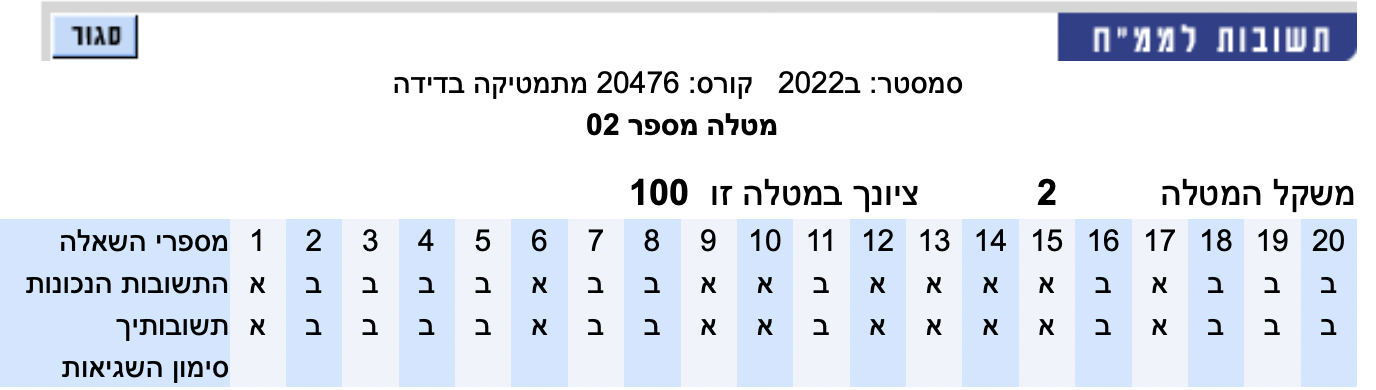 תשובות לממ״ח
סגור
סמסטר: ב2022 קורס: 20476 מתמטיקה בדידה
מטלה מספר 02
משקל המטלה 2 ציונך במטלה זו 100
מספרי השאלה 1 2 3 4 5 6 7 8 9 10 11 12 13 14 15 16 17 18 19 20
התשובות הנכונות א ב ב ב ב א ב ב א א ב א א א א ב א ב ב ב
תשובותיך א ב ב ב ב א ב ב א א ב א א א א ב א ב ב ב
סימון השגיאות